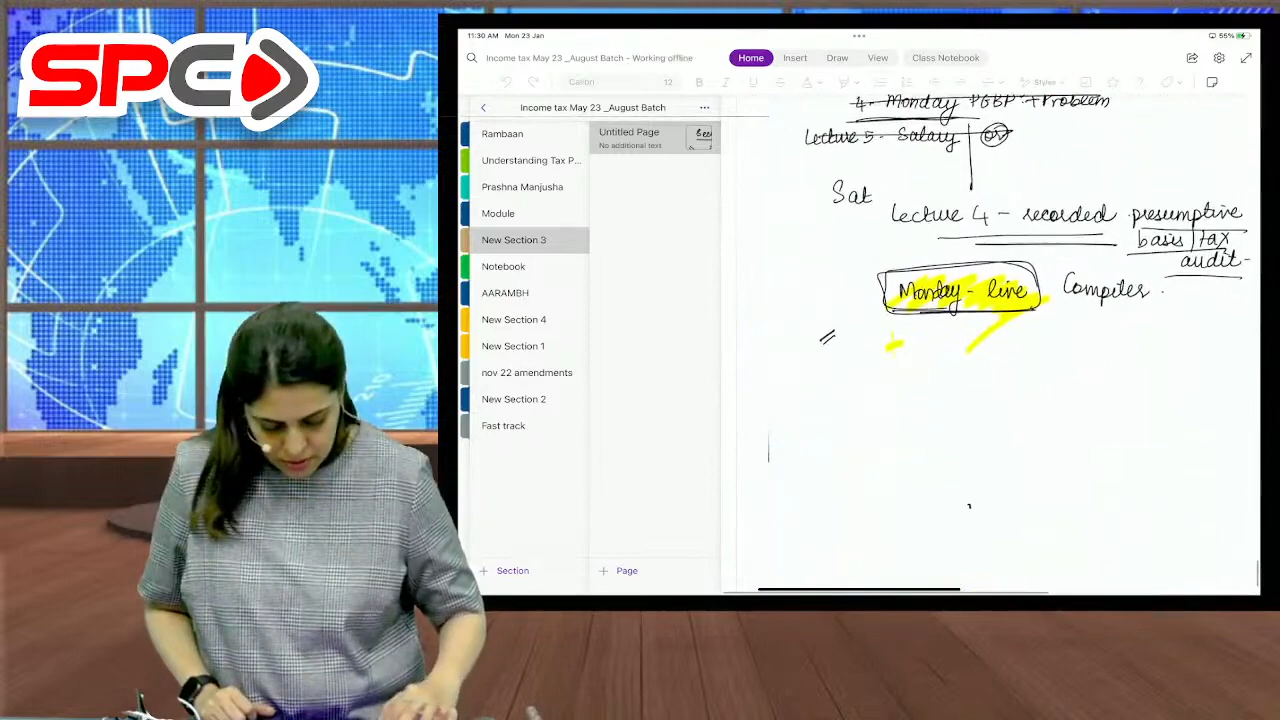 SPC
11:30 AM Mon 23 Jan
55%
Income tax May 23 _August Batch - Working offline
Home
Insert
Draw
View
Class Notebook
Calibri
12
B
I
U
Styles
Income tax May 23 _August Batch
Rambaan
Understanding Tax P...
Prashna Manjusha
Module
New Section 3
Notebook
AARAMBH
New Section 4
New Section 1
nov 22 amendments
New Section 2
Fast track
Section
Untitled Page
No additional text
Page
4- Monday PGBP + Problem
Lecture 5- Salary
Sat
Lecture 4 - recorded presumptive
basis tax
audit-
Monday - live Compiler.